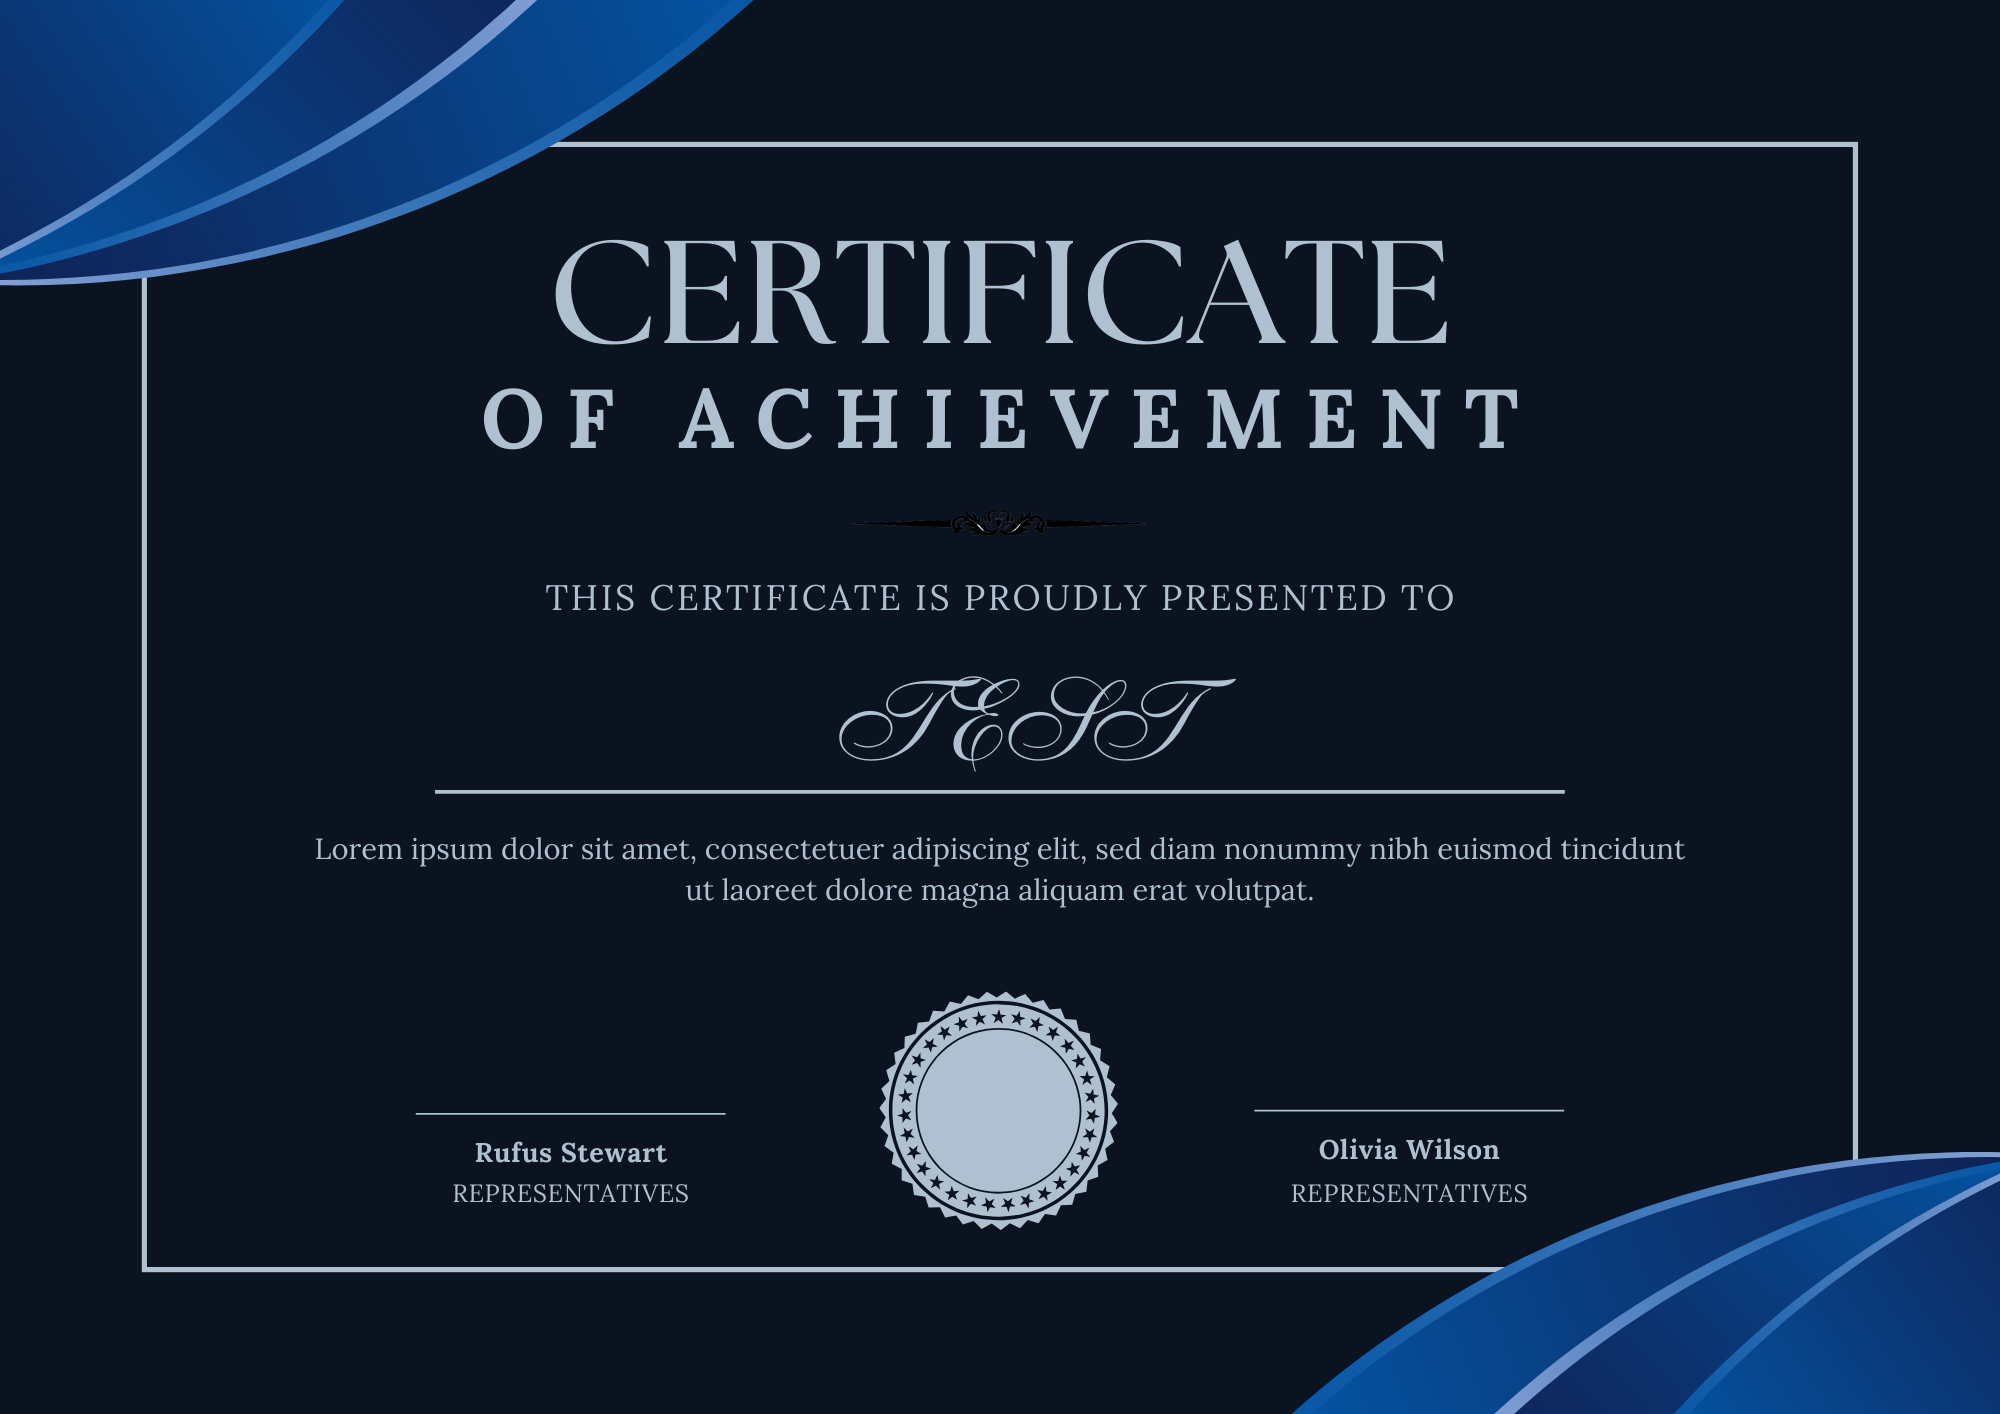 CERTIFICATE
OF ACHIEVEMENT
THIS CERTIFICATE IS PROUDLY PRESENTED TO
TEST
Lorem ipsum dolor sit amet, consectetuer adipiscing elit, sed diam nonummy nibh euismod tincidunt
ut laoreet dolore magna aliquam erat volutpat.
Rufus Stewart
REPRESENTATIVES
Olivia Wilson
REPRESENTATIVES